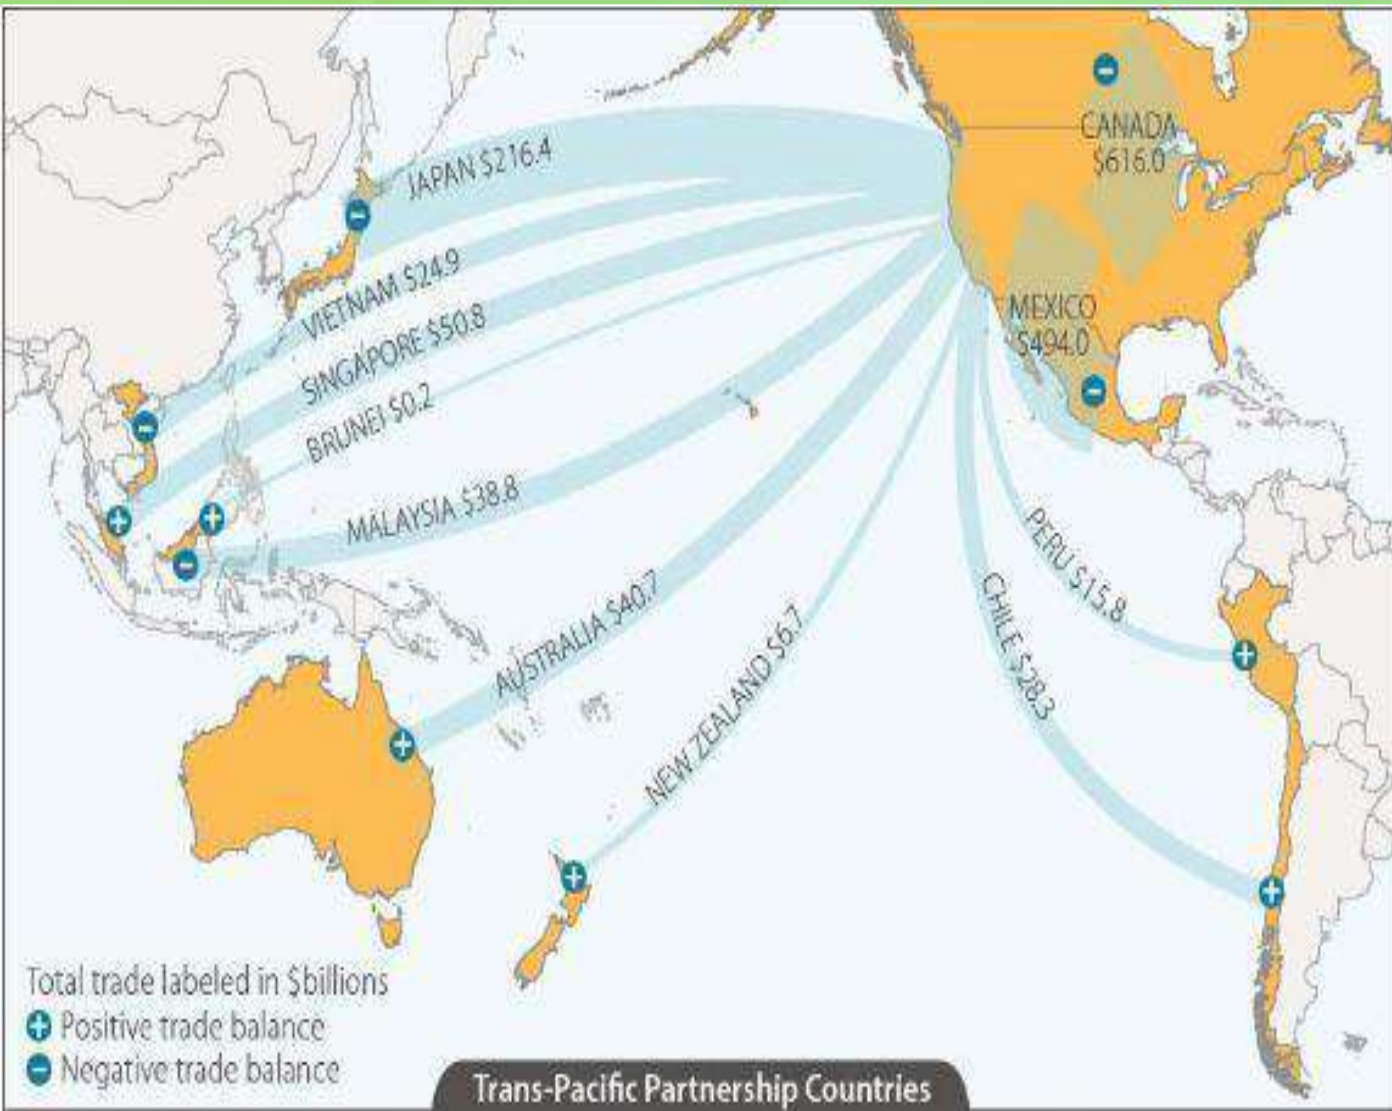 JAPAN $216.4
VIETNAM $24.9
SINGAPORE $50.8
BRUNEI $0.2
MALAYSIA $38.8
AUSTRALIA $40.7
NEW ZEALAND $6.7
CHILE $28.3
PERU $15.8
CANADA
$616.0
MEXICO
$494.0
Total trade labeled in $billions
Positive trade balance
Negative trade balance
Trans-Pacific Partnership Countries